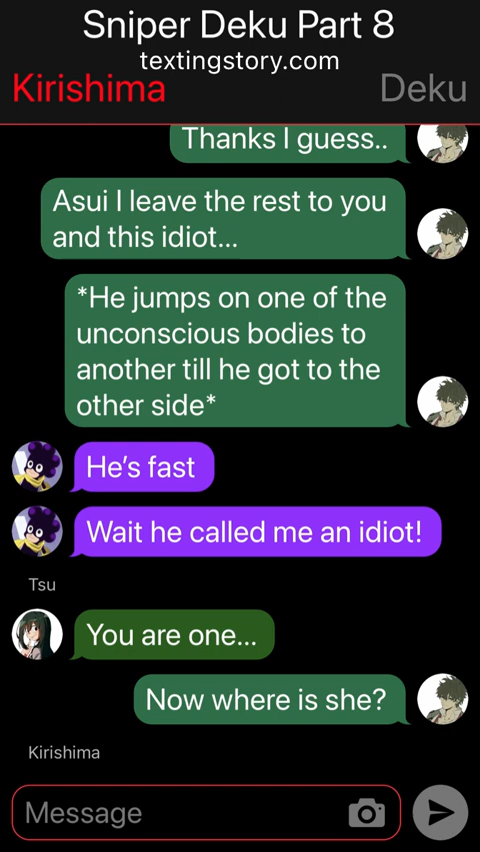 Sniper Deku Part 8
textingstory.com
Kirishima
Deku
Thanks I guess..
Asui I leave the rest to you
and this idiot...
*He jumps on one of the
unconscious bodies to
another till he got to the
other side*
He’s fast
Wait he called me an idiot!
Tsu
You are one...
Now where is she?
Kirishima
Message